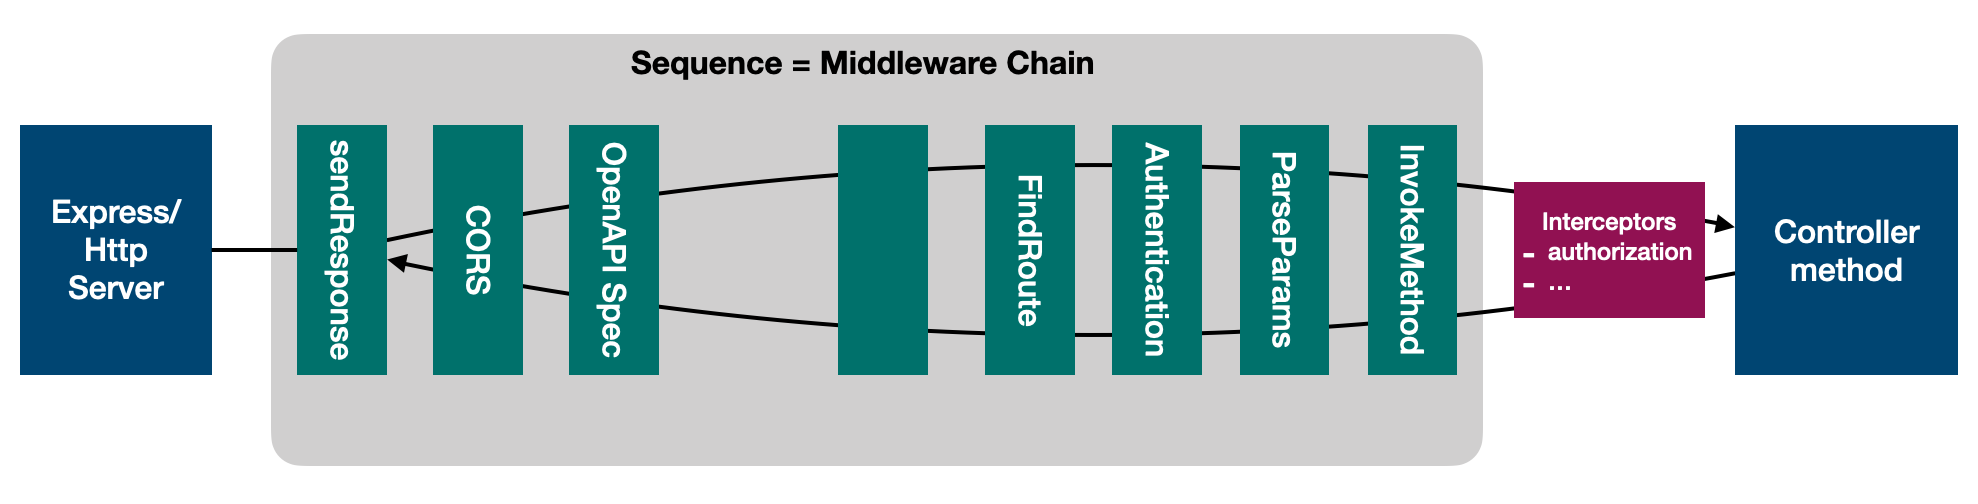 Sequence = Middleware Chain
Express/
Http
Server
sendResponse
CORS
OpenAPI Spec
FindRoute
Authentication
ParseParams
InvokeMethod
Interceptors
- authorization
- ...
Controller
method